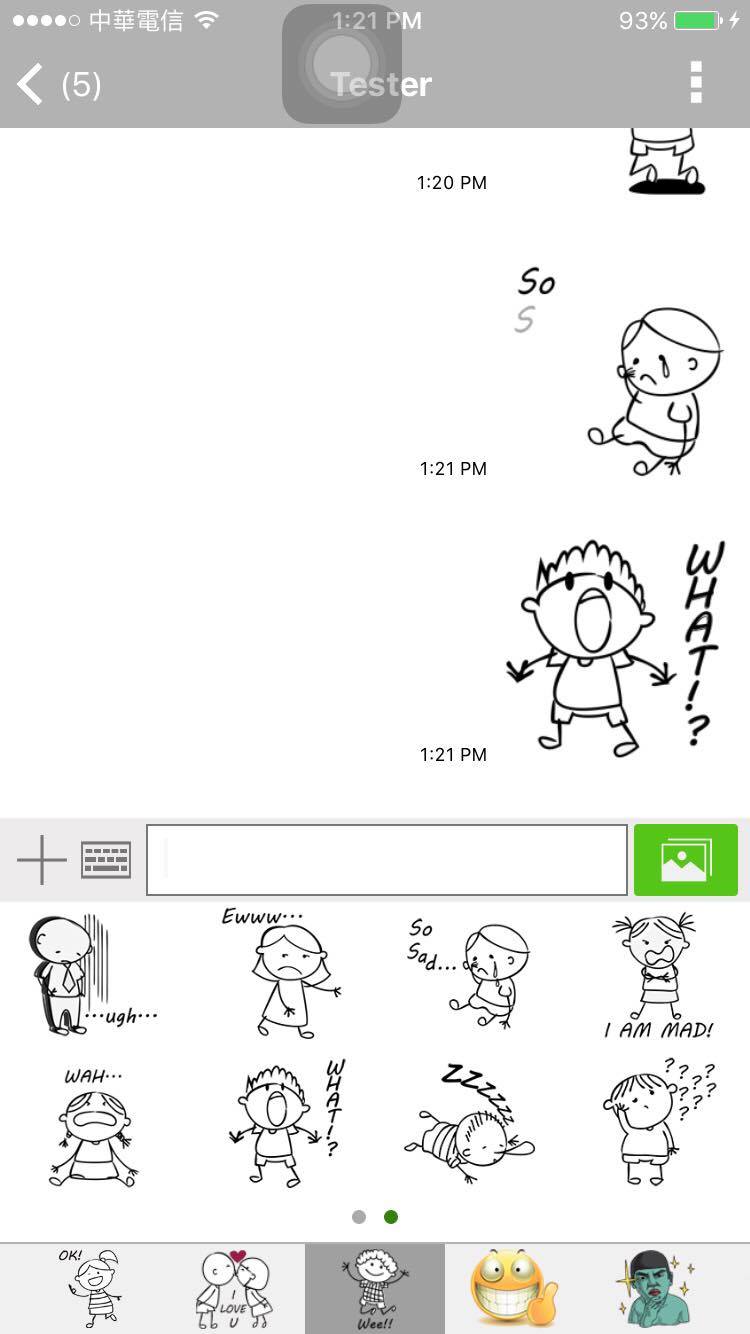 中華電信 1:21 PM 93%
(5) Tester
1:20 PM
So
S
1:21 PM
WHAT!?
1:21 PM
...ugh...
Ewww...
So
Sad...
I AM MAD!
WAH...
WHAT!?
ZZZZZZ
???????
OK!
I
LOVE
U
Wee!!